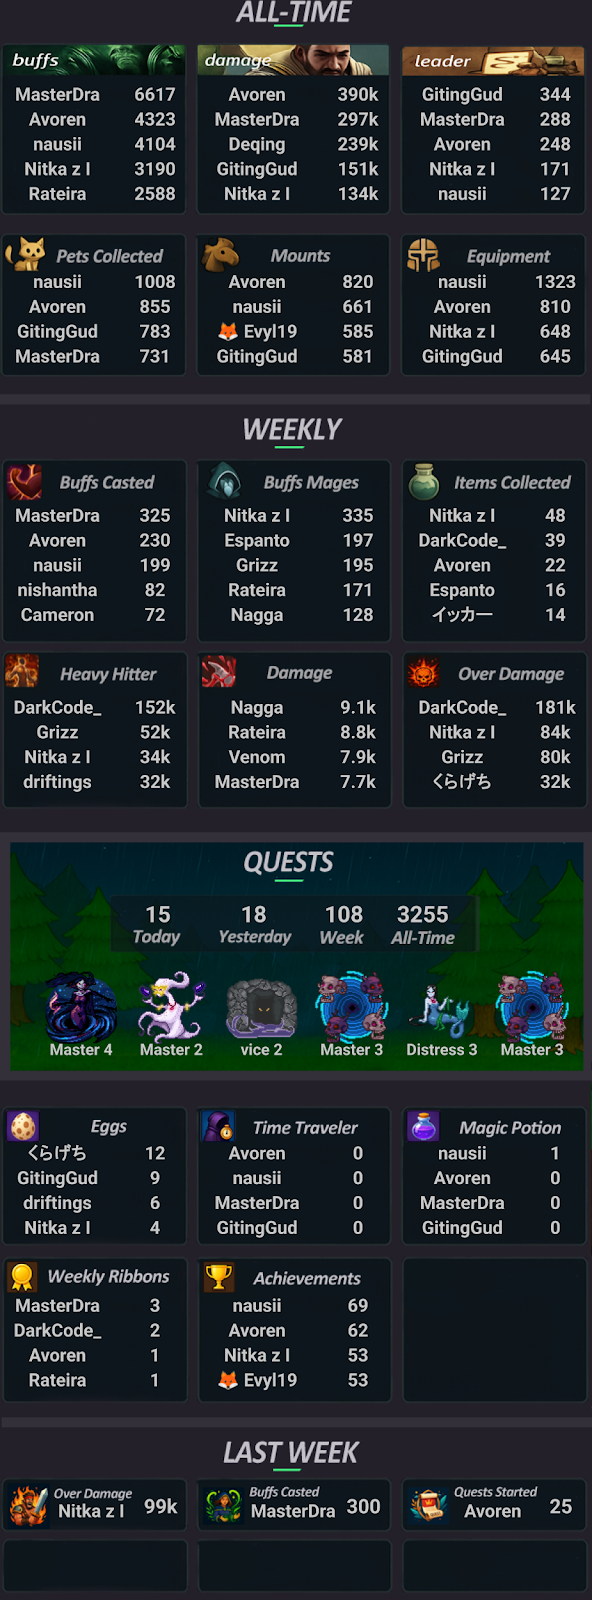 ALL-TIME
buffs
MasterDra 6617
Avoren 4323
nausii 4104
Nitka z l 3190
Rateira 2588
damage
Avoren 390k
MasterDra 297k
Deqing 239k
GitingGud 151k
Nitka z l 134k
leader
GitingGud 344
MasterDra 288
Avoren 248
Nitka z l 171
nausii 127
Pets Collected
nausii 1008
Avoren 855
GitingGud 783
MasterDra 731
Mounts
Avoren 820
nausii 661
🦊 Evyl19 585
GitingGud 581
Equipment
nausii 1323
Avoren 810
Nitka z l 648
GitingGud 645
WEEKLY
Buffs Casted
MasterDra 325
Avoren 230
nausii 199
nishantha 82
Cameron 72
Buffs Mages
Nitka z l 335
Espanto 197
Grizz 195
Rateira 171
Nagga 128
Items Collected
Nitka z l 48
DarkCode_ 39
Avoren 22
Espanto 16
イッカー 14
Heavy Hitter
DarkCode_ 152k
Grizz 52k
Nitka z l 34k
driftings 32k
Damage
Nagga 9.1k
Rateira 8.8k
Venom 7.9k
MasterDra 7.7k
Over Damage
DarkCode_ 181k
Nitka z l 84k
Grizz 80k
くらげち 32k
QUESTS
15 18 108 3255
Today Yesterday Week All-Time
Master 4 Master 2 vice 2 Master 3 Distress 3 Master 3
Eggs
くらげち 12
GitingGud 9
driftings 6
Nitka z l 4
Time Traveler
Avoren 0
nausii 0
MasterDra 0
GitingGud 0
Magic Potion
nausii 1
Avoren 0
MasterDra 0
GitingGud 0
Weekly Ribbons
MasterDra 3
DarkCode_ 2
Avoren 1
Rateira 1
Achievements
nausii 69
Avoren 62
Nitka z l 53
🦊 Evyl19 53
LAST WEEK
Over Damage
Nitka z l 99k
Buffs Casted
MasterDra 300
Quests Started
Avoren 25